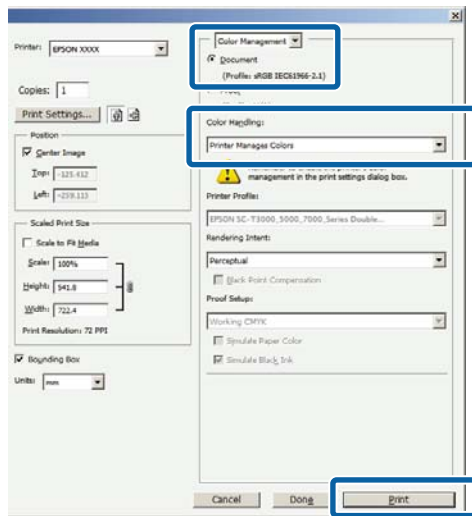 Printer: EPSON XXXX
Copies: 1
Print Settings...
Position
Center Image
Top: -125.412
Left: -259.113
Scaled Print Size
Scale to Fit Media
Scale: 100%
Height: 541.8
Width: 722.4
Print Resolution: 72 PPI
Bounding Box
Units: mm
Color Management
Document
(Profile: sRGB IEC61966-2.1)
Color Handling:
Printer Manages Colors
management in the print settings dialog box.
Printer Profile:
EPSON SC-T3000_5000_7000_Series Double...
Rendering Intent:
Perceptual
Black Point Compensation
Proof Setup:
Working CMYK
Simulate Paper Color
Simulate Black Ink
Cancel
Done
Print